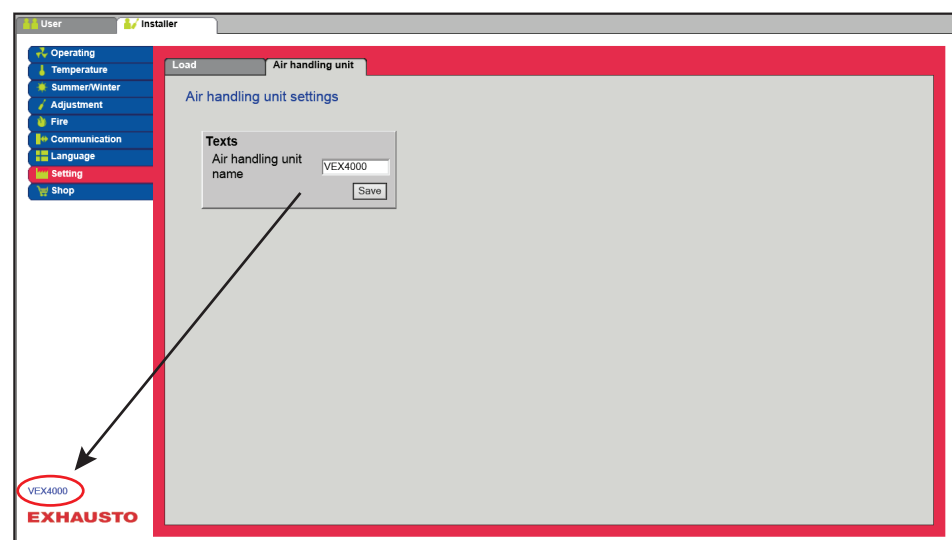 User
Installer
Operating
Temperature
Summer/Winter
Adjustment
Fire
Communication
Language
Setting
Shop
Load
Air handling unit
Air handling unit settings
Texts
Air handling unit
name
VEX4000
Save
VEX4000
EXHAUSTO